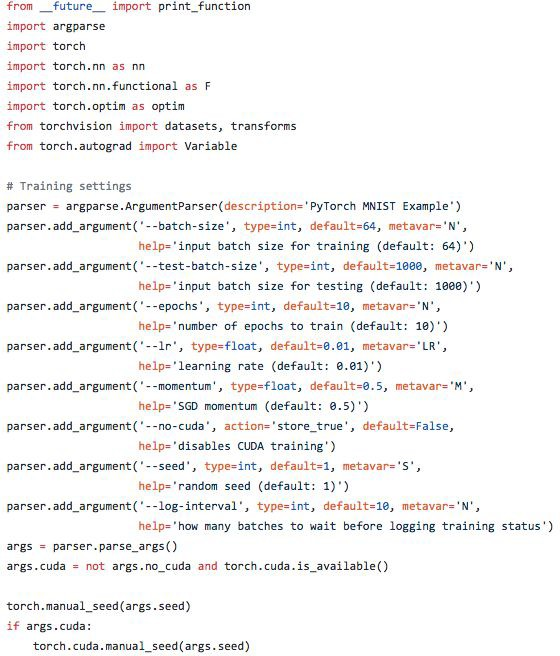 from __future__ import print_function
import argparse
import torch
import torch.nn as nn
import torch.nn.functional as F
import torch.optim as optim
from torchvision import datasets, transforms
from torch.autograd import Variable

# Training settings
parser = argparse.ArgumentParser(description='PyTorch MNIST Example')
parser.add_argument('--batch-size', type=int, default=64, metavar='N',
                    help='input batch size for training (default: 64)')
parser.add_argument('--test-batch-size', type=int, default=1000, metavar='N',
                    help='input batch size for testing (default: 1000)')
parser.add_argument('--epochs', type=int, default=10, metavar='N',
                    help='number of epochs to train (default: 10)')
parser.add_argument('--lr', type=float, default=0.01, metavar='LR',
                    help='learning rate (default: 0.01)')
parser.add_argument('--momentum', type=float, default=0.5, metavar='M',
                    help='SGD momentum (default: 0.5)')
parser.add_argument('--no-cuda', action='store_true', default=False,
                    help='disables CUDA training')
parser.add_argument('--seed', type=int, default=1, metavar='S',
                    help='random seed (default: 1)')
parser.add_argument('--log-interval', type=int, default=10, metavar='N',
                    help='how many batches to wait before logging training status')
args = parser.parse_args()
args.cuda = not args.no_cuda and torch.cuda.is_available()

torch.manual_seed(args.seed)
if args.cuda:
    torch.cuda.manual_seed(args.seed)